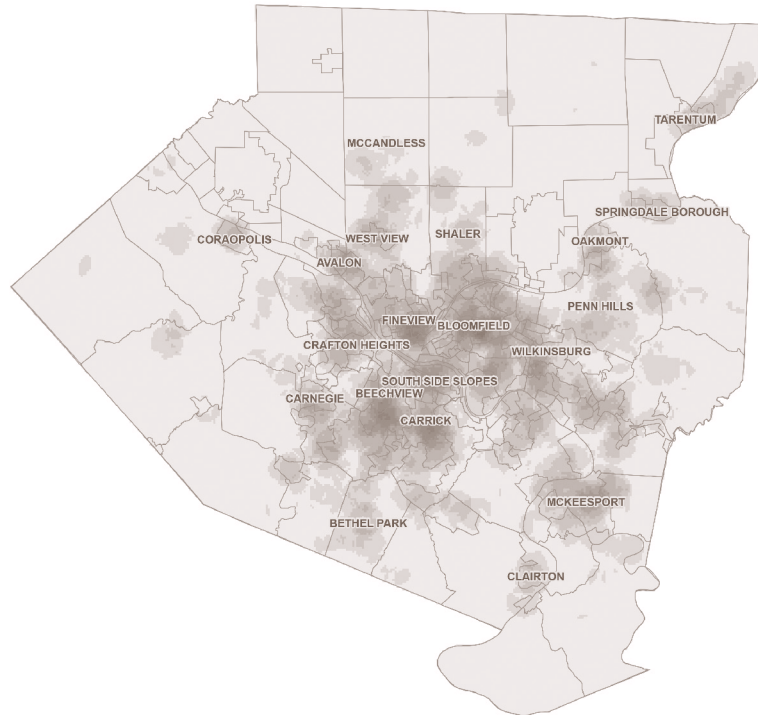 TARENTUM
MCCANDLESS
SPRINGDALE BOROUGH
CORAOPOLIS
WEST VIEW
SHALER
OAKMONT
AVALON
PENN HILLS
FINEVIEW
BLOOMFIELD
CRAFTON HEIGHTS
WILKINSBURG
SOUTH SIDE SLOPES
BEECHVIEW
CARNEGIE
CARRICK
MCKEESPORT
BETHEL PARK
CLAIRTON